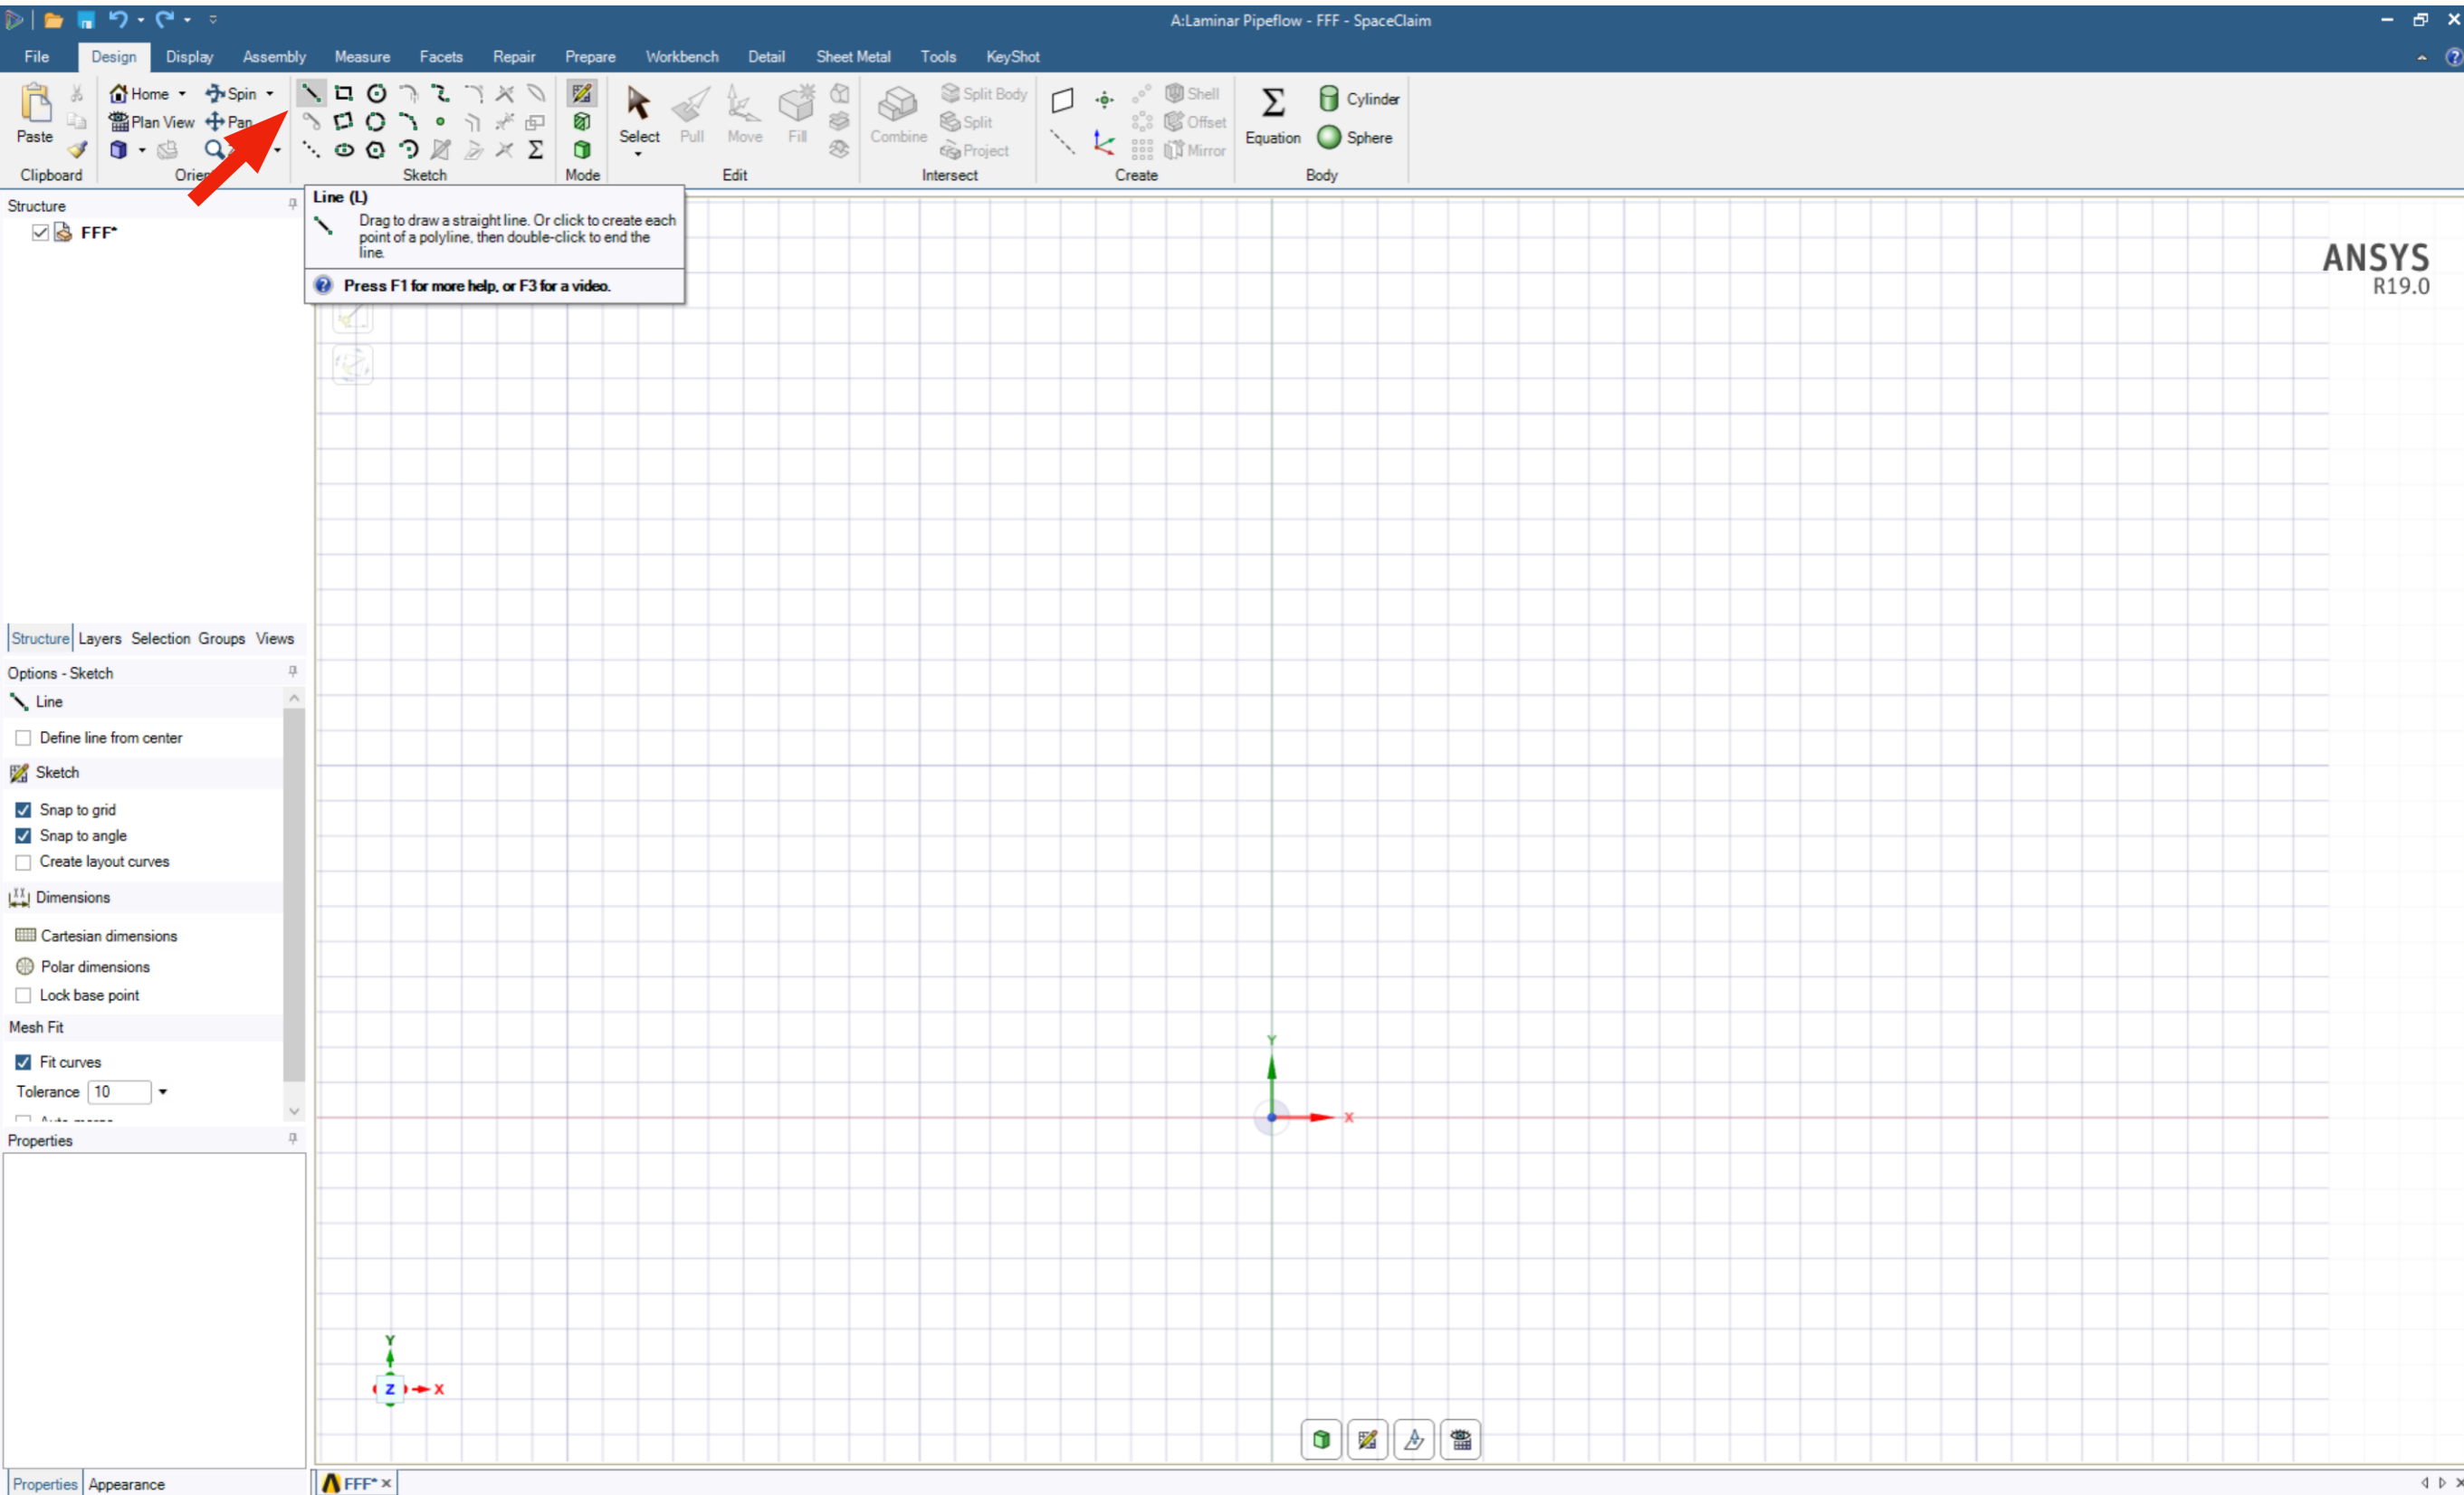 A:Laminar Pipeflow - FFF - SpaceClaim
File Design Display Assembly Measure Facets Repair Prepare Workbench Detail Sheet Metal Tools KeyShot
Paste
Clipboard
Home Spin
Plan View Pan
Sketch
Mode
Select Pull Move Fill
Edit
Combine
Split Body
Split
Project
Intersect
Shell
Offset
Mirror
Create
Equation
Cylinder
Sphere
Body
Structure
FFF*
Line (L)
Drag to draw a straight line. Or click to create each
point of a polyline, then double-click to end the
line.
Press F1 for more help, or F3 for a video.
ANSYS
R19.0
Structure Layers Selection Groups Views
Options - Sketch
Line
Define line from center
Sketch
Snap to grid
Snap to angle
Create layout curves
Dimensions
Cartesian dimensions
Polar dimensions
Lock base point
Mesh Fit
Fit curves
Tolerance 10
Properties
Y
X
Y
Z X
Properties Appearance
FFF*